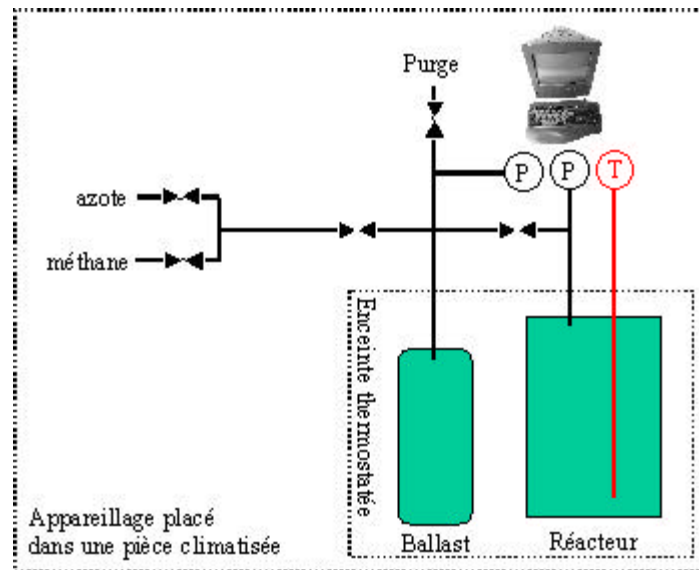 Purge
P
P
T
azote
méthane
Enceinte thermostatée
Appareillage placé
dans une pièce climatisée
Ballast
Réacteur